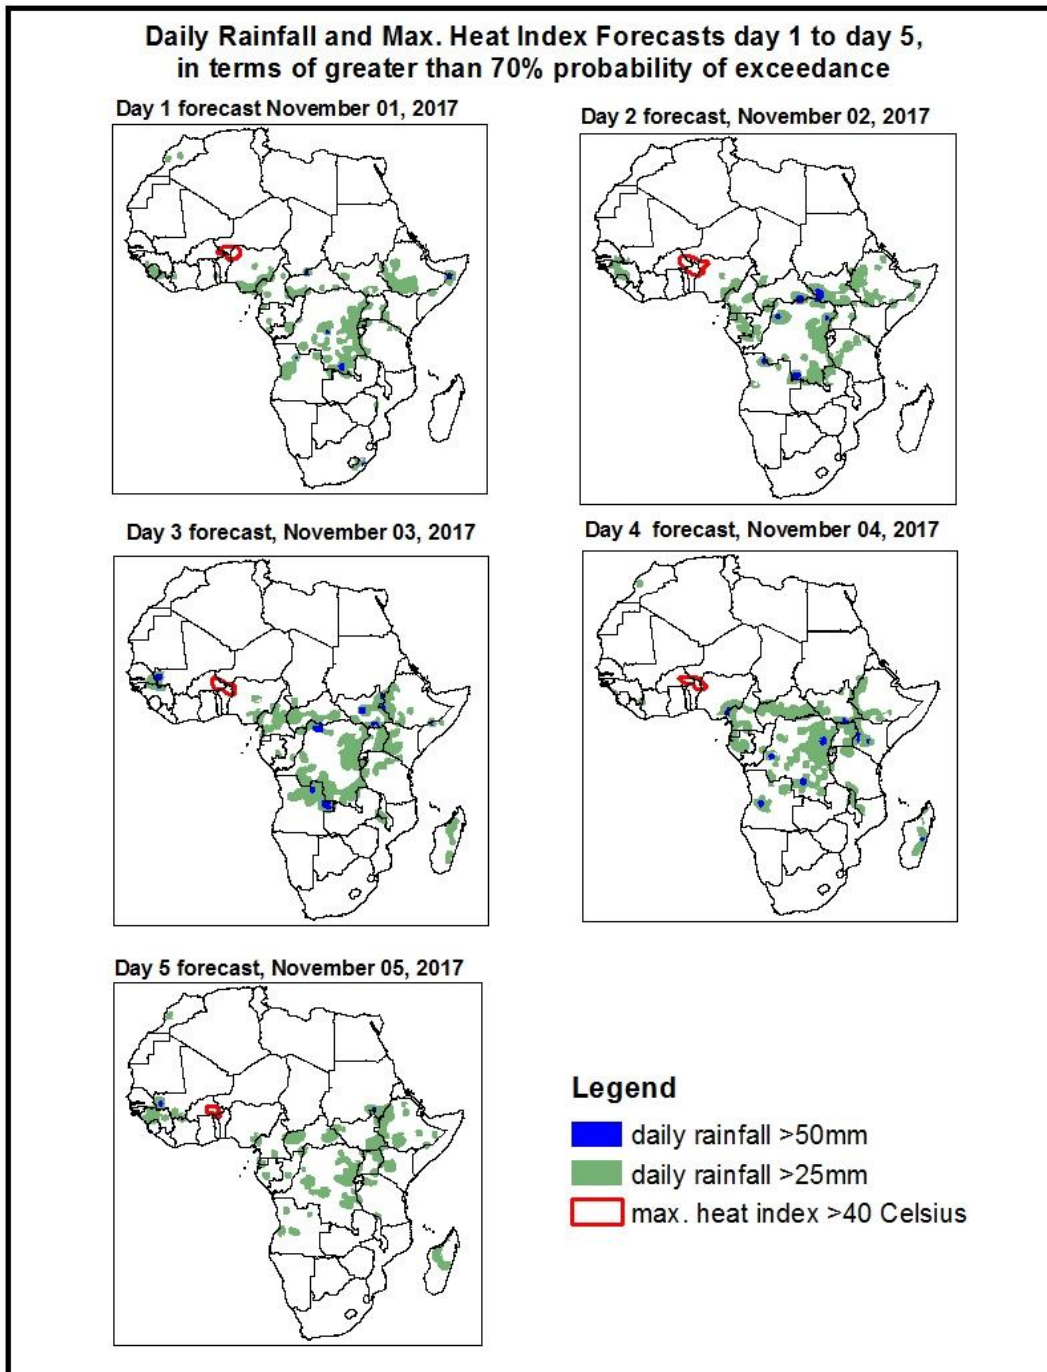 Daily Rainfall and Max. Heat Index Forecasts day 1 to day 5,
in terms of greater than 70% probability of exceedance
Day 1 forecast November 01, 2017
Day 2 forecast, November 02, 2017
Day 3 forecast, November 03, 2017
Day 4 forecast, November 04, 2017
Day 5 forecast, November 05, 2017
Legend
daily rainfall >50mm
daily rainfall >25mm
max. heat index >40 Celsius